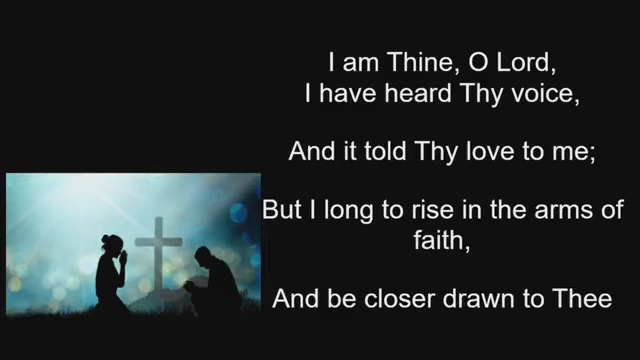 I am Thine, O Lord,
I have heard Thy voice,
And it told Thy love to me;
But I long to rise in the arms of
faith,
And be closer drawn to Thee